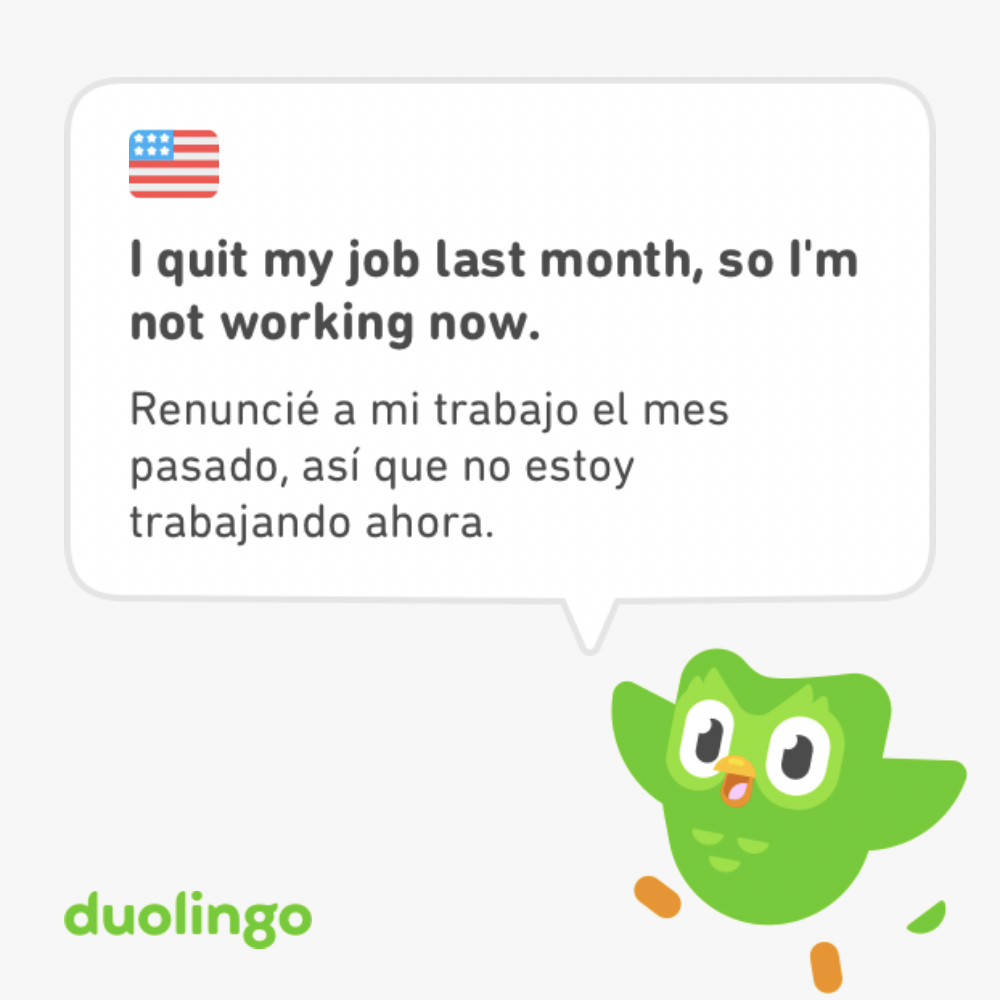 I quit my job last month, so I'm
not working now.
Renuncié a mi trabajo el mes
pasado, así que no estoy
trabajando ahora.
duolingo